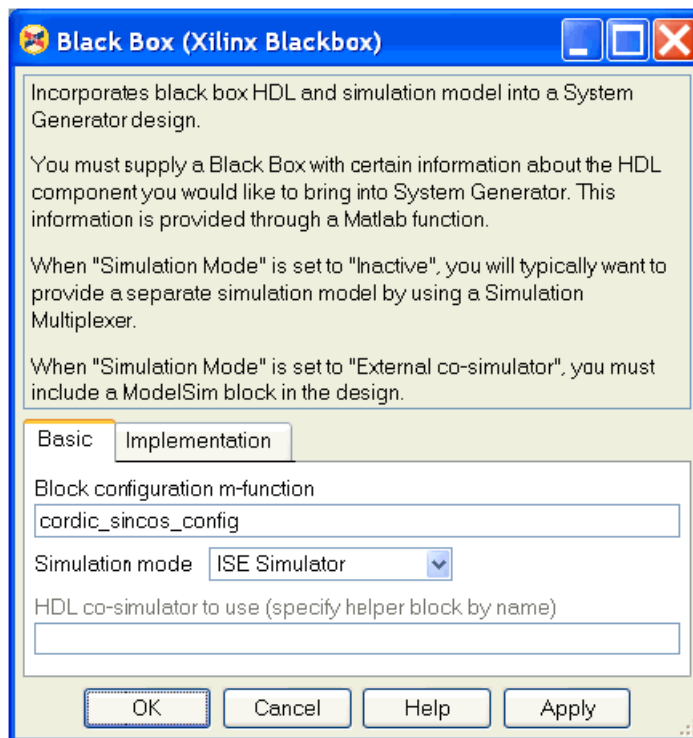 Black Box (Xilinx Blackbox)
Incorporates black box HDL and simulation model into a System
Generator design.
You must supply a Black Box with certain information about the HDL
component you would like to bring into System Generator. This
information is provided through a Matlab function.
When "Simulation Mode" is set to "Inactive", you will typically want to
provide a separate simulation model by using a Simulation
Multiplexer.
When "Simulation Mode" is set to "External co-simulator", you must
include a ModelSim block in the design.
Basic Implementation
Block configuration m-function
cordic_sincos_config
Simulation mode ISE Simulator
HDL co-simulator to use (specify helper block by name)
OK Cancel Help Apply